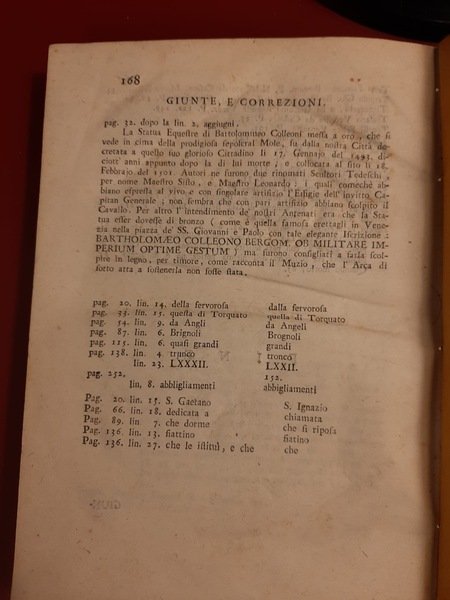 168
GIUNTE, E CORREZIONI.
pag. 32. dopo la lin. 2. aggiugni.
La Statua Equestre di Bartolommeo Colleoni messa a oro, che si
vede in cima della prodigiosa sepolcral Mole, fu dalla nostra Città de-
cretata a quello suo glorioso Cittadino li 17. Gennajo del 1493. di-
ciott' anni appunto dopo la di lui morte; e collocata al sito li 18.
Febbrajo del 1501. Autori ne furono due rinomati Scultori Tedeschi,
per nome Maestro Sisto, e Maestro Leonardo; i quali comechè ab-
biano espressa al vivo e con singolare artifizio l'Effigie dell'invitto Ca-
pitan Generale; non sembra che con pari artifizio abbiano scolpito il
Cavallo. Per altro l'intendimento de' nostri Antenati era che la Sta-
tua esser dovesse di bronzo (come è quella famosa erettagli in Vene-
zia nella piazza de' SS. Giovanni e Paolo con tale elegante Iscrizione:
BARTHOLOMÆO COLLEONO BERGOM. OB MILITARE IM-
PERIUM OPTIME GESTUM) ma furono consigliati a farla scol-
pire in legno, per timore, come racconta il Muzio, che l'Arca di
sotto atta a sostenerla non fosse stata.
pag. 20. lin. 14. della fervorosa dalla fervorosa
pag. 33. lin. 15. questa di Torquato quella di Torquato
pag. 54. lin. 9. da Angli da Angeli
pag. 87. lin. 6. Brignoli Brognoli
pag. 115. lin. 6. quasi grandi grandi
pag. 138. lin. 4. trunco tronco
lin. 23. LXXXII. LXXII.
pag. 252. 152.
lin. 8. abbligliamenti abbigliamenti
Pag. 20. lin. 15. S. Gaetano S. Ignazio
Pag. 66. lin. 18. dedicata a chiamata
Pag. 89. lin. 7. che dorme che si riposa
Pag. 136. lin. 13. fiattino fiatino
Pag. 136. lin. 27. che le istituì, e che che